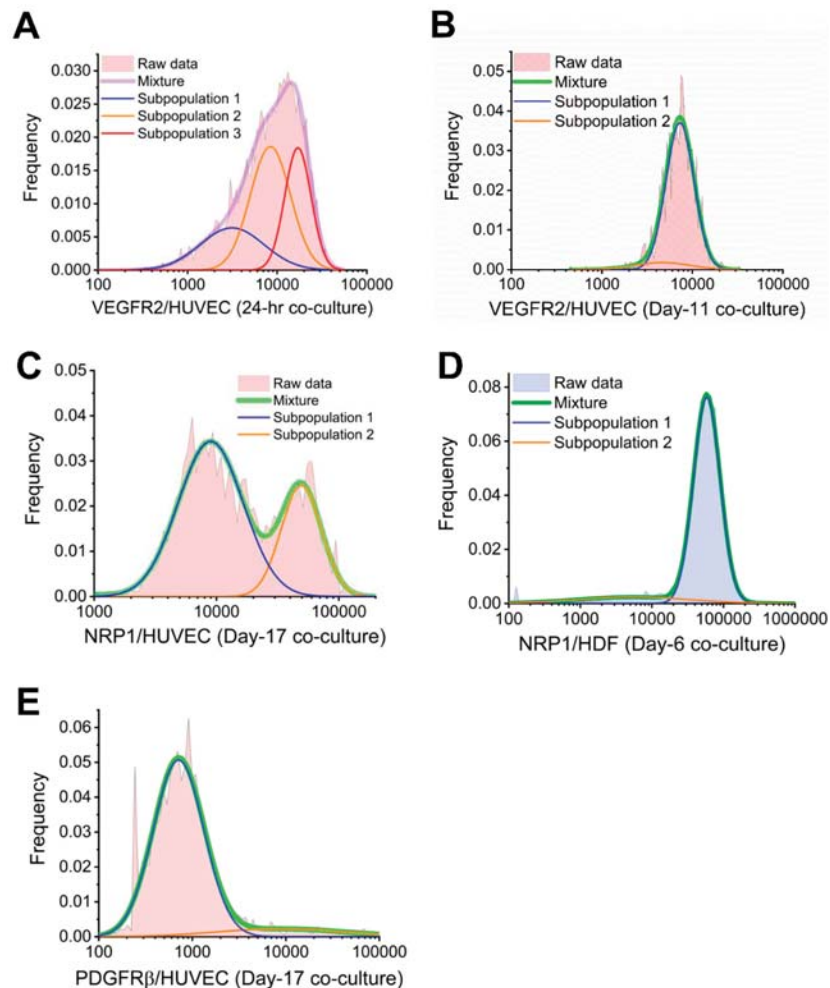 A
0.030
0.025
0.020
0.015
0.010
0.005
0.000
Frequency
Raw data
Mixture
Subpopulation 1
Subpopulation 2
Subpopulation 3
1000 10000 100000
VEGFR2/HUVEC (24-hr co-culture)
B
0.05
0.04
0.03
0.02
0.01
0.00
Frequency
Raw data
Mixture
Subpopulation 1
Subpopulation 2
100 1000 10000 100000
VEGFR2/HUVEC (Day-11 co-culture)
C
0.05
0.04
0.03
0.02
0.01
0.00
Frequency
Raw data
Mixture
Subpopulation 1
Subpopulation 2
1000 10000 100000
NRP1/HUVEC (Day-17 co-culture)
D
0.08
0.06
0.04
0.02
0.00
Frequency
Raw data
Mixture
Subpopulation 1
Subpopulation 2
100 1000 10000 100000 1000000
NRP1/HDF (Day-6 co-culture)
E
0.06
0.05
0.04
0.03
0.02
0.01
0.00
Frequency
Raw data
Mixture
Subpopulation 1
Subpopulation 2
100 1000 10000 100000
PDGFRβ/HUVEC (Day-17 co-culture)